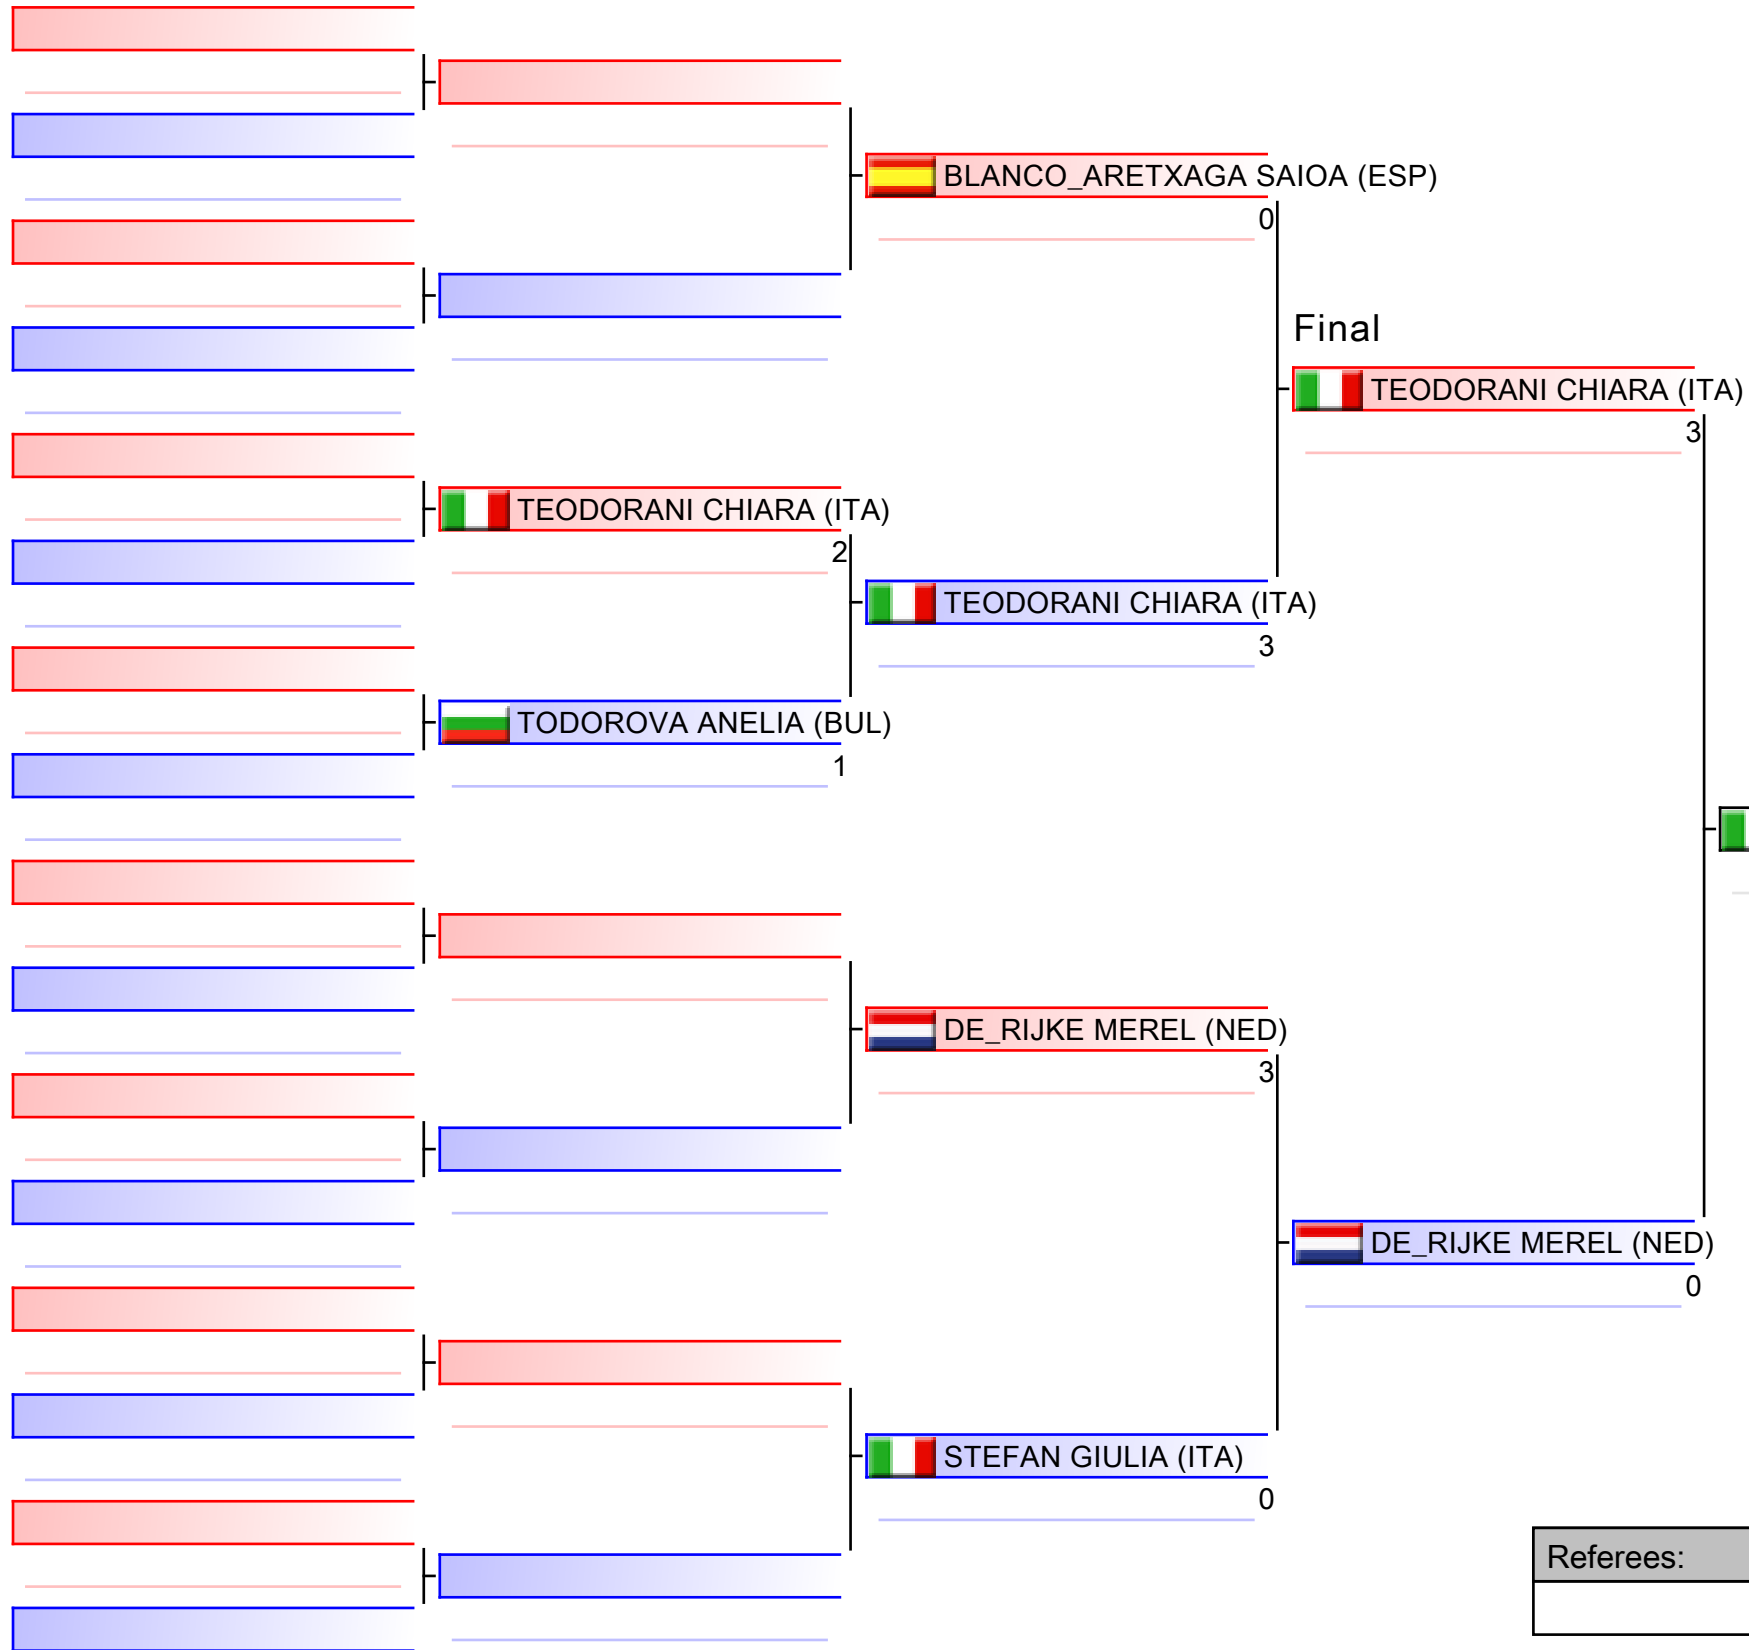 BLANCO_ARETXAGA SAIOA (ESP)
0
Final
TEODORANI CHIARA (ITA)
3
TEODORANI CHIARA (ITA)
2
TEODORANI CHIARA (ITA)
3
TODOROVA ANELIA (BUL)
1
DE_RIJKE MEREL (NED)
3
DE_RIJKE MEREL (NED)
0
STEFAN GIULIA (ITA)
0
Referees: